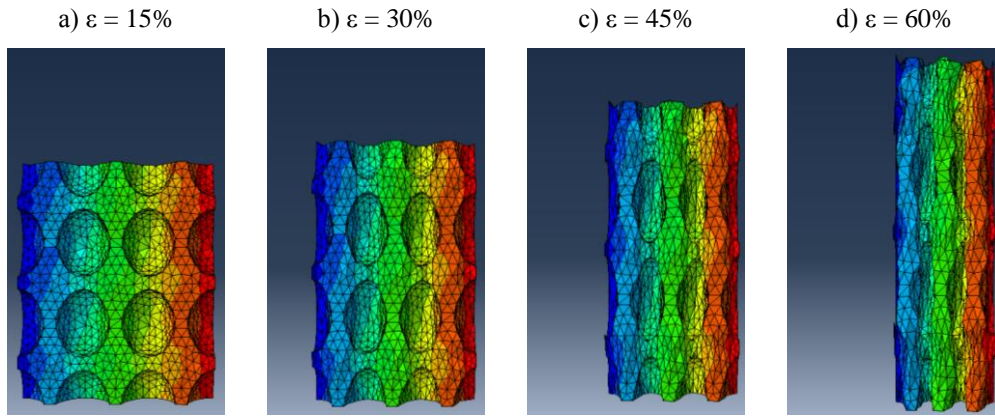 a) ε = 15%
b) ε = 30%
c) ε = 45%
d) ε = 60%